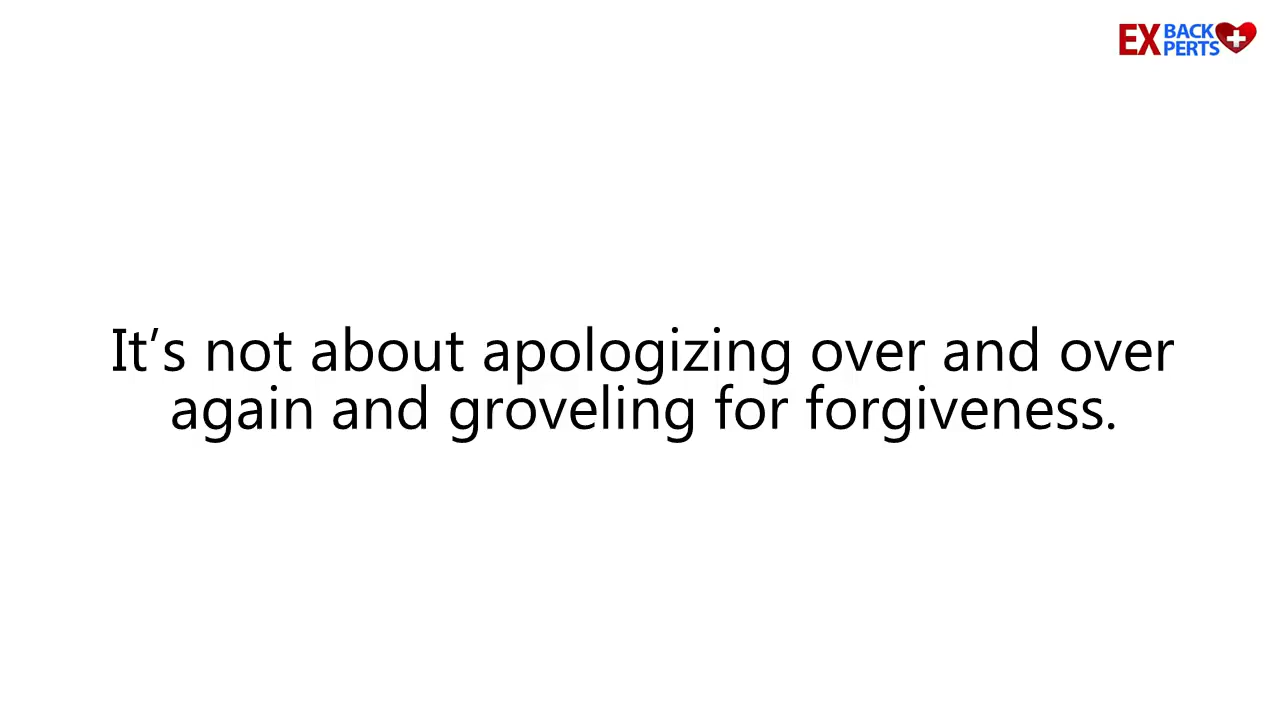 EX BACK
PERTS
It’s not about apologizing over and over
again and groveling for forgiveness.